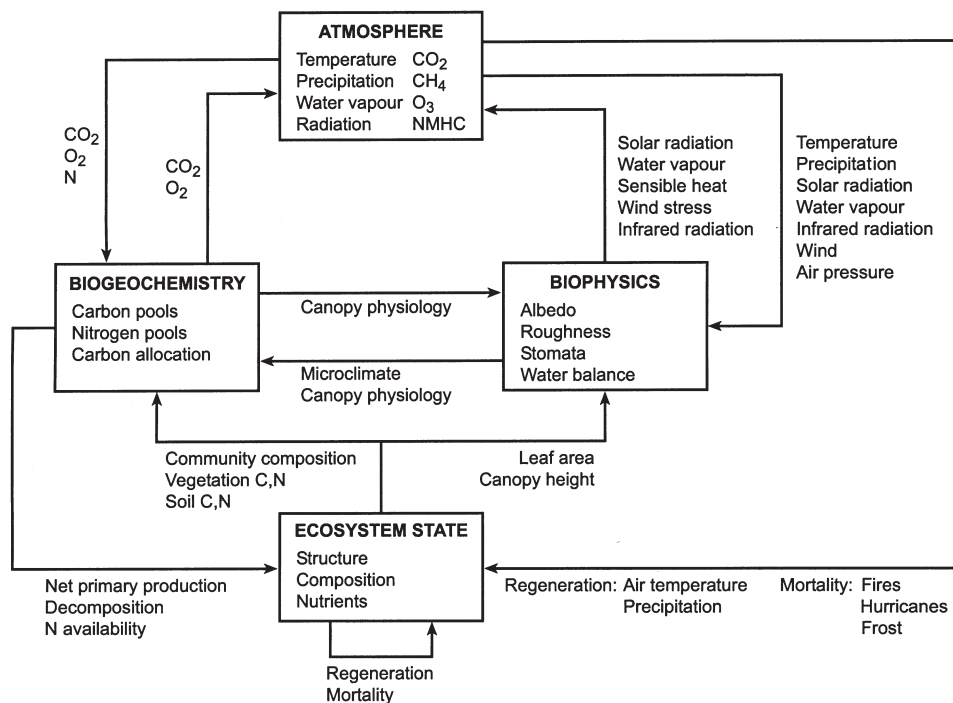 ATMOSPHERE
Temperature CO₂
Precipitation CH₄
Water vapour O₃
Radiation NMHC
CO₂
O₂
N
CO₂
O₂
Solar radiation
Water vapour
Sensible heat
Wind stress
Infrared radiation
Temperature
Precipitation
Solar radiation
Water vapour
Infrared radiation
Wind
Air pressure
BIOGEOCHEMISTRY
Carbon pools
Nitrogen pools
Carbon allocation
Canopy physiology
Microclimate
Canopy physiology
BIOPHYSICS
Albedo
Roughness
Stomata
Water balance
Community composition
Vegetation C,N
Soil C,N
Leaf area
Canopy height
ECOSYSTEM STATE
Structure
Composition
Nutrients
Net primary production
Decomposition
N availability
Regeneration: Air temperature
Precipitation
Mortality: Fires
Hurricanes
Frost
Regeneration
Mortality